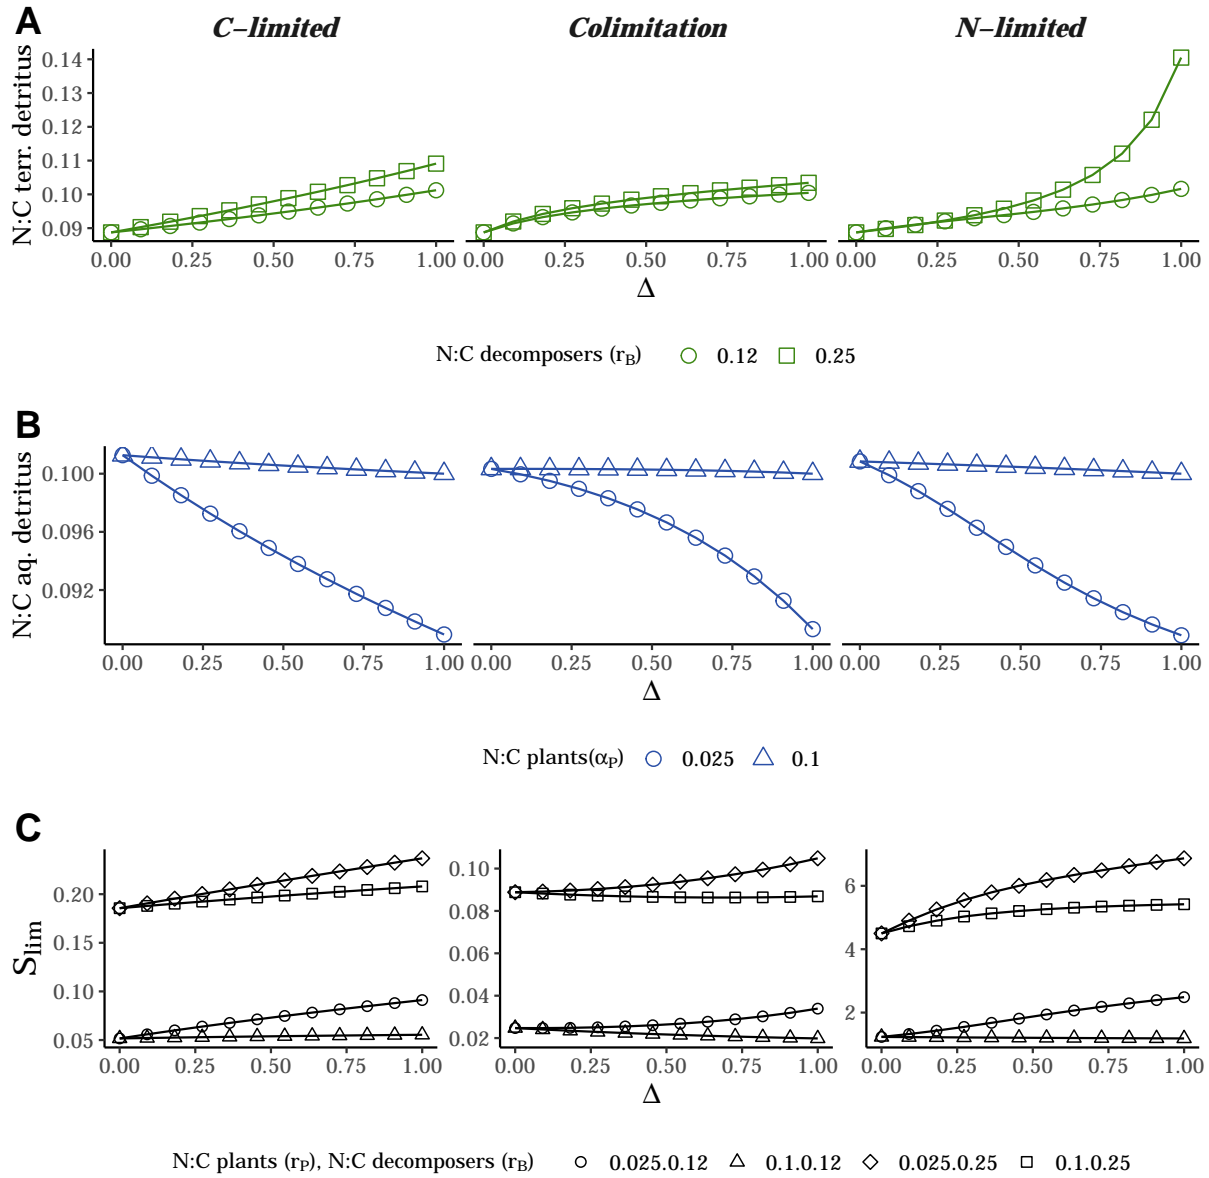 A
C−limited Colimitation N−limited
N:C terr. detritus
0.14
0.13
0.12
0.11
0.10
0.09
0.00 0.25 0.50 0.75 1.00 0.00 0.25 0.50 0.75 1.00 0.00 0.25 0.50 0.75 1.00
Δ
N:C decomposers (rB) 0.12 0.25
B
N:C aq. detritus
0.100
0.096
0.092
0.00 0.25 0.50 0.75 1.00 0.00 0.25 0.50 0.75 1.00 0.00 0.25 0.50 0.75 1.00
Δ
N:C plants(αP) 0.025 0.1
C
Slim
0.20
0.15
0.10
0.05
0.10
0.08
0.06
0.04
0.02
6
4
2
0.00 0.25 0.50 0.75 1.00 0.00 0.25 0.50 0.75 1.00 0.00 0.25 0.50 0.75 1.00
Δ
N:C plants (rP), N:C decomposers (rB) 0.025.0.12 0.1.0.12 0.025.0.25 0.1.0.25